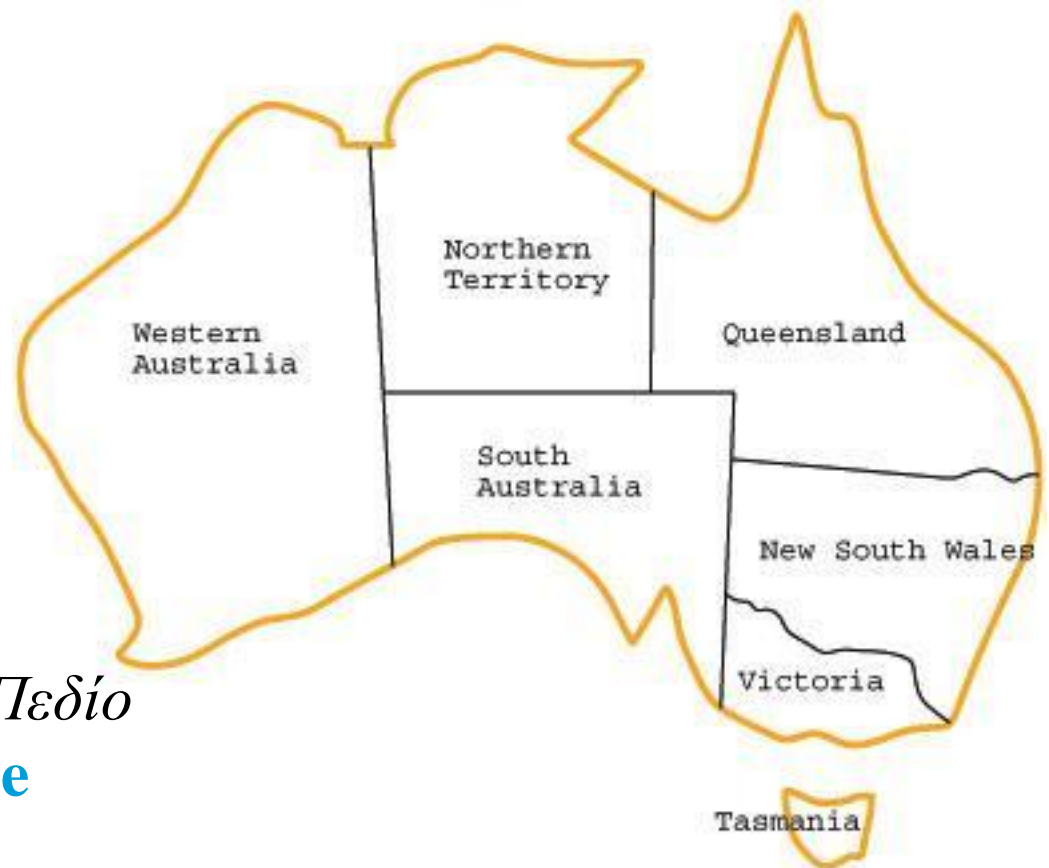 Northern
Territory
Western
Australia
Queensland
South
Australia
New South Wales
Victoria
Πεδίο
e
Tasmania